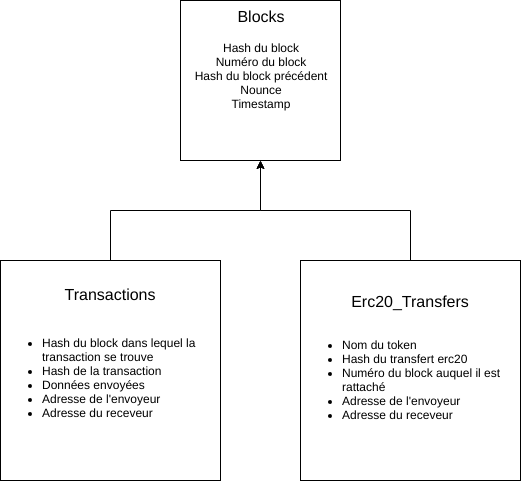 Blocks
Hash du block
Numéro du block
Hash du block précédent
Nounce
Timestamp
Transactions
Hash du block dans lequel la
transaction se trouve
Hash de la transaction
Données envoyées
Adresse de l'envoyeur
Adresse du receveur
Erc20_Transfers
Nom du token
Hash du transfert erc20
Numéro du block auquel il est
rattaché
Adresse de l'envoyeur
Adresse du receveur